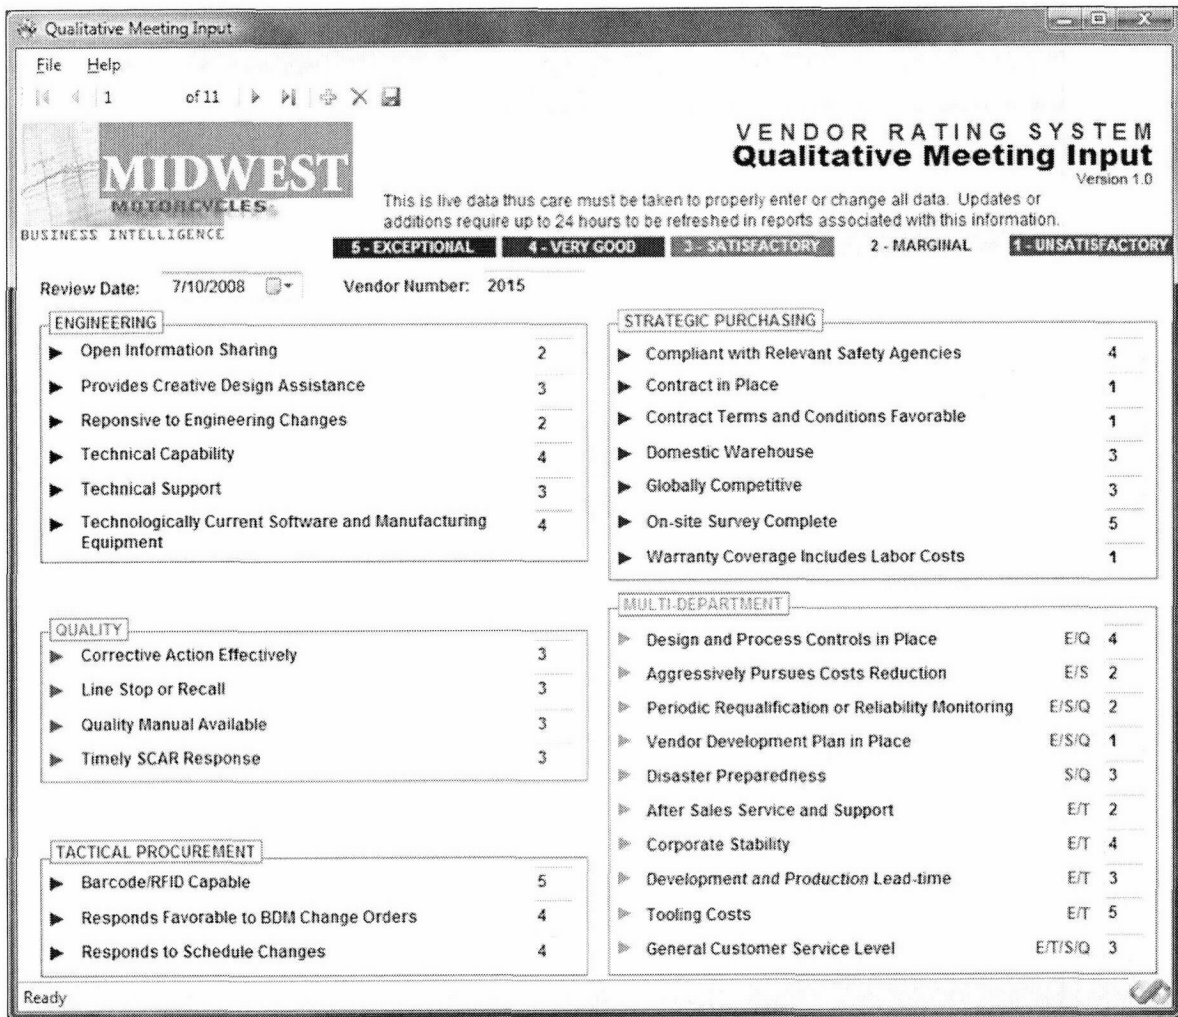 Qualitative Meeting Input
File Help
1 of 11
MIDWEST
MOTORCYCLES
BUSINESS INTELLIGENCE
VENDOR RATING SYSTEM
Qualitative Meeting Input
Version 1.0
This is live data thus care must be taken to properly enter or change all data. Updates or
additions require up to 24 hours to be refreshed in reports associated with this information.
5 - EXCEPTIONAL 4 - VERY GOOD 3 - SATISFACTORY 2 - MARGINAL 1 - UNSATISFACTORY
Review Date: 7/10/2008 Vendor Number: 2015
ENGINEERING
Open Information Sharing 2
Provides Creative Design Assistance 3
Reponsive to Engineering Changes 2
Technical Capability 4
Technical Support 3
Technologically Current Software and Manufacturing 4
Equipment
QUALITY
Corrective Action Effectively 3
Line Stop or Recall 3
Quality Manual Available 3
Timely SCAR Response 3
TACTICAL PROCUREMENT
Barcode/RFID Capable 5
Responds Favorable to BDM Change Orders 4
Responds to Schedule Changes 4
STRATEGIC PURCHASING
Compliant with Relevant Safety Agencies 4
Contract in Place 1
Contract Terms and Conditions Favorable 1
Domestic Warehouse 3
Globally Competitive 3
On-site Survey Complete 5
Warranty Coverage Includes Labor Costs 1
MULTI-DEPARTMENT
Design and Process Controls in Place E/Q 4
Aggressively Pursues Costs Reduction E/S 2
Periodic Requalification or Reliability Monitoring E/S/Q 2
Vendor Development Plan in Place E/S/Q 1
Disaster Preparedness S/Q 3
After Sales Service and Support E/T 2
Corporate Stability E/T 4
Development and Production Lead-time E/T 3
Tooling Costs E/T 5
General Customer Service Level E/T/S/Q 3
Ready